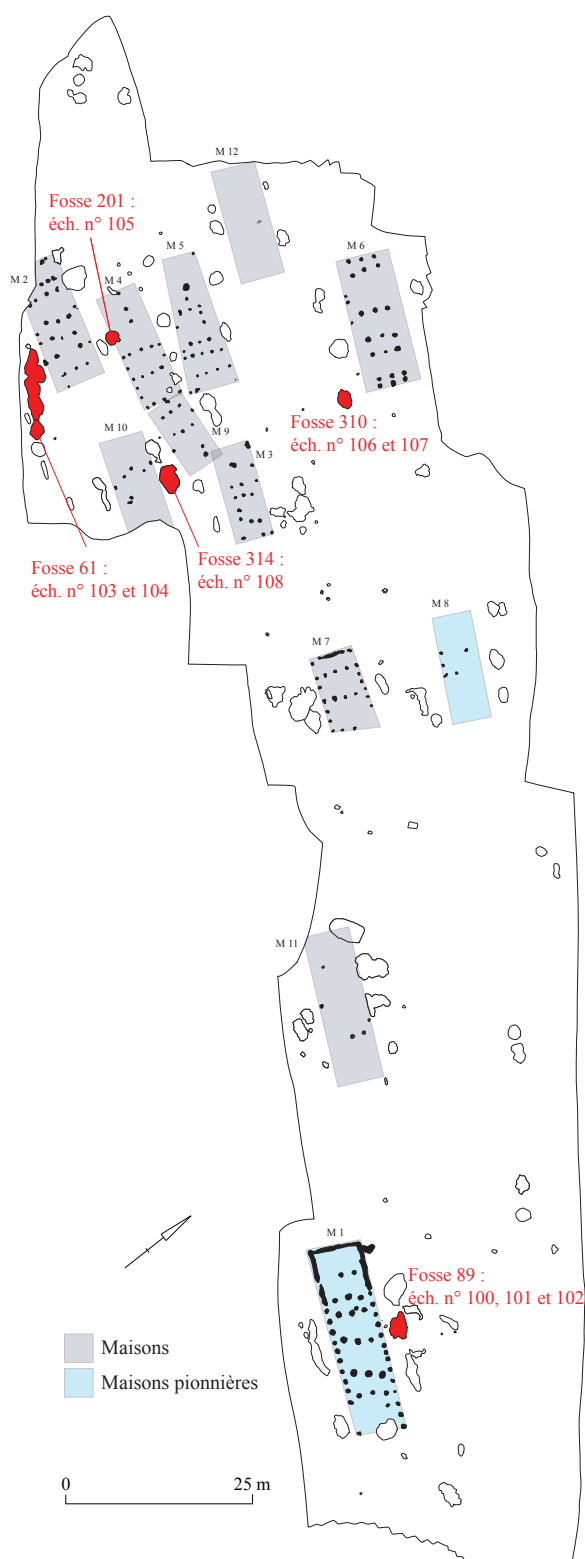 M 12
Fosse 201 :
éch. n° 105
M 5
M 6
M 2
M 4
Fosse 310 :
éch. n° 106 et 107
M 10
M 9
M 3
Fosse 61 :
éch. n° 103 et 104
Fosse 314 :
éch. n° 108
M 8
M 7
M 11
M 1
Fosse 89 :
éch. n° 100, 101 et 102
Maisons
Maisons pionnières
0 25 m